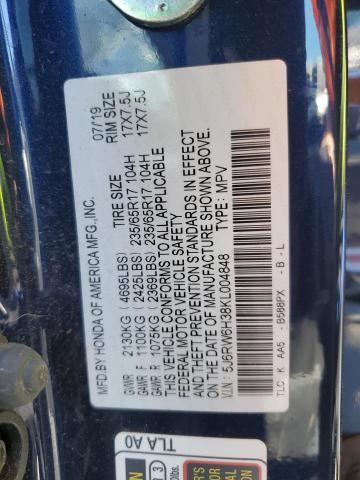 MFD.BY HONDA OF AMERICA MFG.,INC. 07/19
TIRE SIZE RIM SIZE
GVWR 2130KG (4695LBS)
GAWR F 1100KG (2425LBS) 235/65R17 104H 17X7.5J
GAWR R 1075KG (2369LBS) 235/65R17 104H 17X7.5J
THIS VEHICLE CONFORMS TO ALL APPLICABLE
FEDERAL MOTOR VEHICLE SAFETY AND
THEFT PREVENTION STANDARDS IN EFFECT
ON THE DATE OF MANUFACTURE SHOWN ABOVE.
V.I.N: 5J6RW6H38KL004848 TYPE: MPV
TLC K AA5 - B588PX - B - L
TLA A0